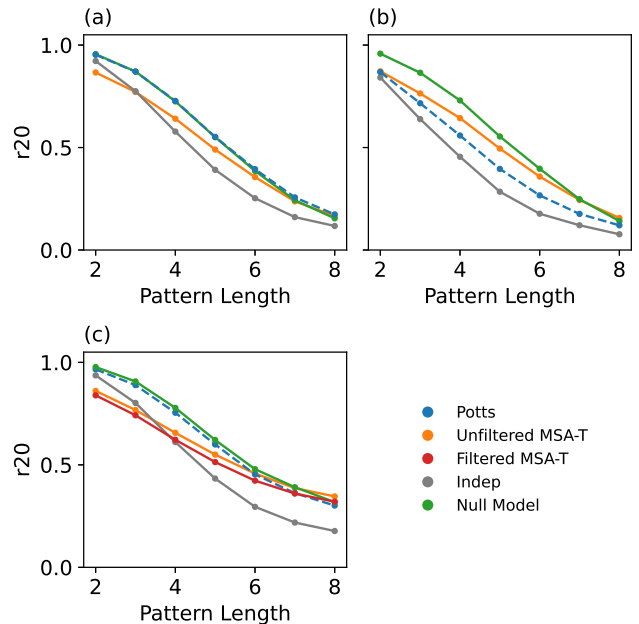 (a)
(b)
1.0
0.5
0.0
r20
2 4 6 8
2 4 6 8
Pattern Length
Pattern Length
(c)
1.0
0.5
0.0
r20
2 4 6 8
Pattern Length
Potts
Unfiltered MSA-T
Filtered MSA-T
Indep
Null Model